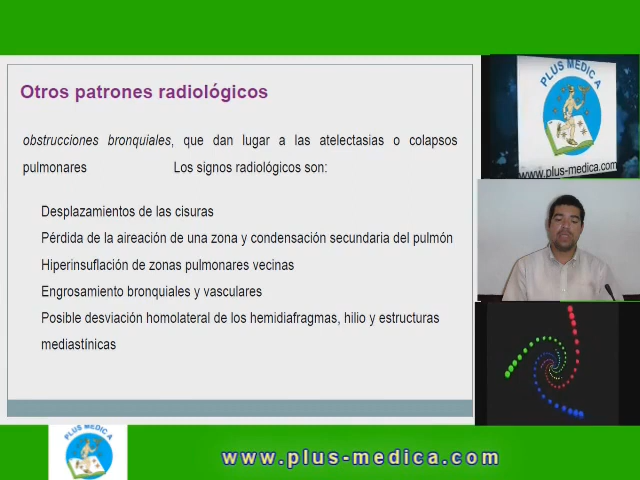 Otros patrones radiológicos
obstrucciones bronquiales, que dan lugar a las atelectasias o colapsos
pulmonares Los signos radiológicos son:
Desplazamientos de las cisuras
Pérdida de la aireación de una zona y condensación secundaria del pulmón
Hiperinsuflación de zonas pulmonares vecinas
Engrosamiento bronquiales y vasculares
Posible desviación homolateral de los hemidiafragmas, hilio y estructuras
mediastínicas
PLUS MEDICA
www.plus-medica.com
PLUS MEDICA
www.plus-medica.com